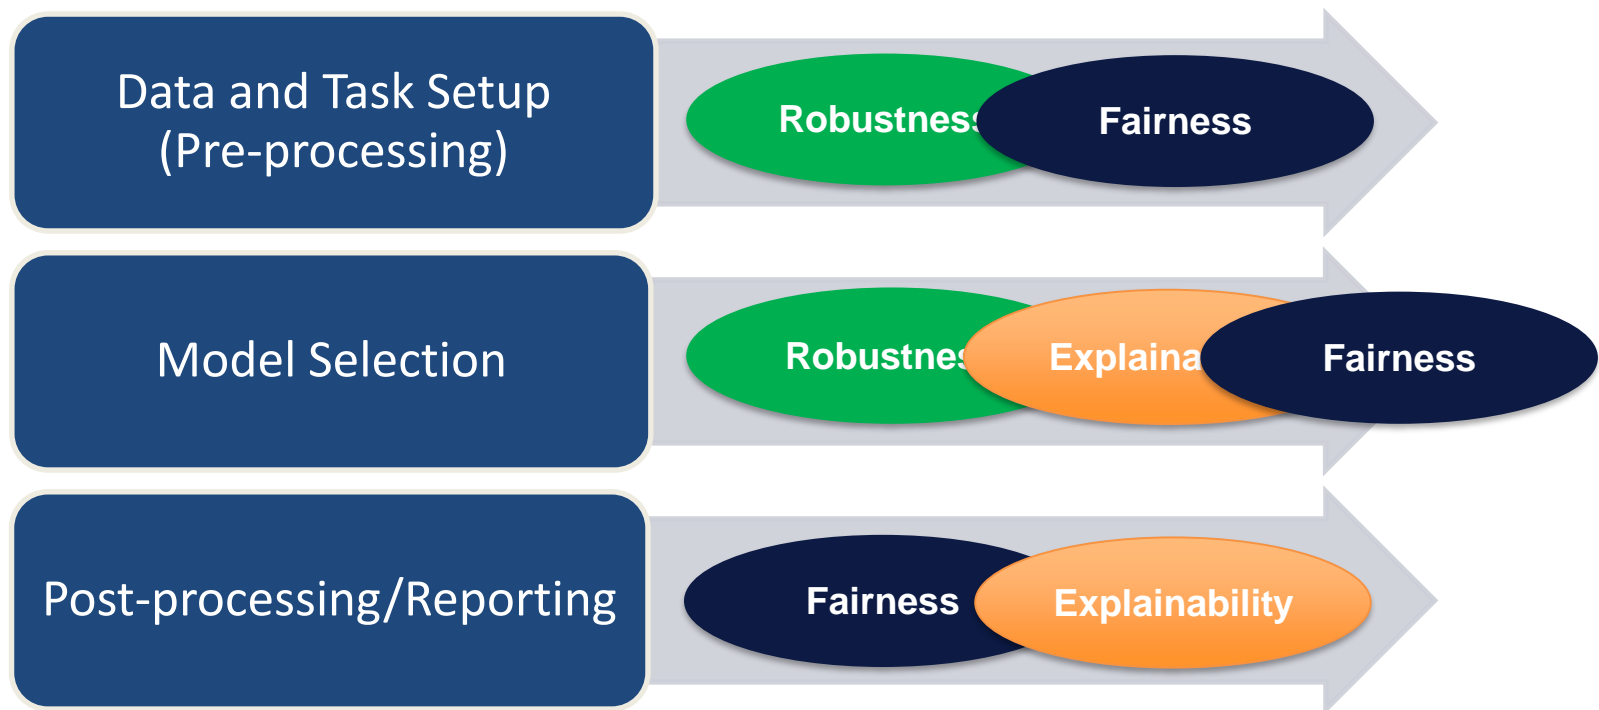 Data and Task Setup
(Pre-processing)
Robustness
Fairness
Model Selection
Robustnes
Explaina
Fairness
Post-processing/Reporting
Fairness
Explainability